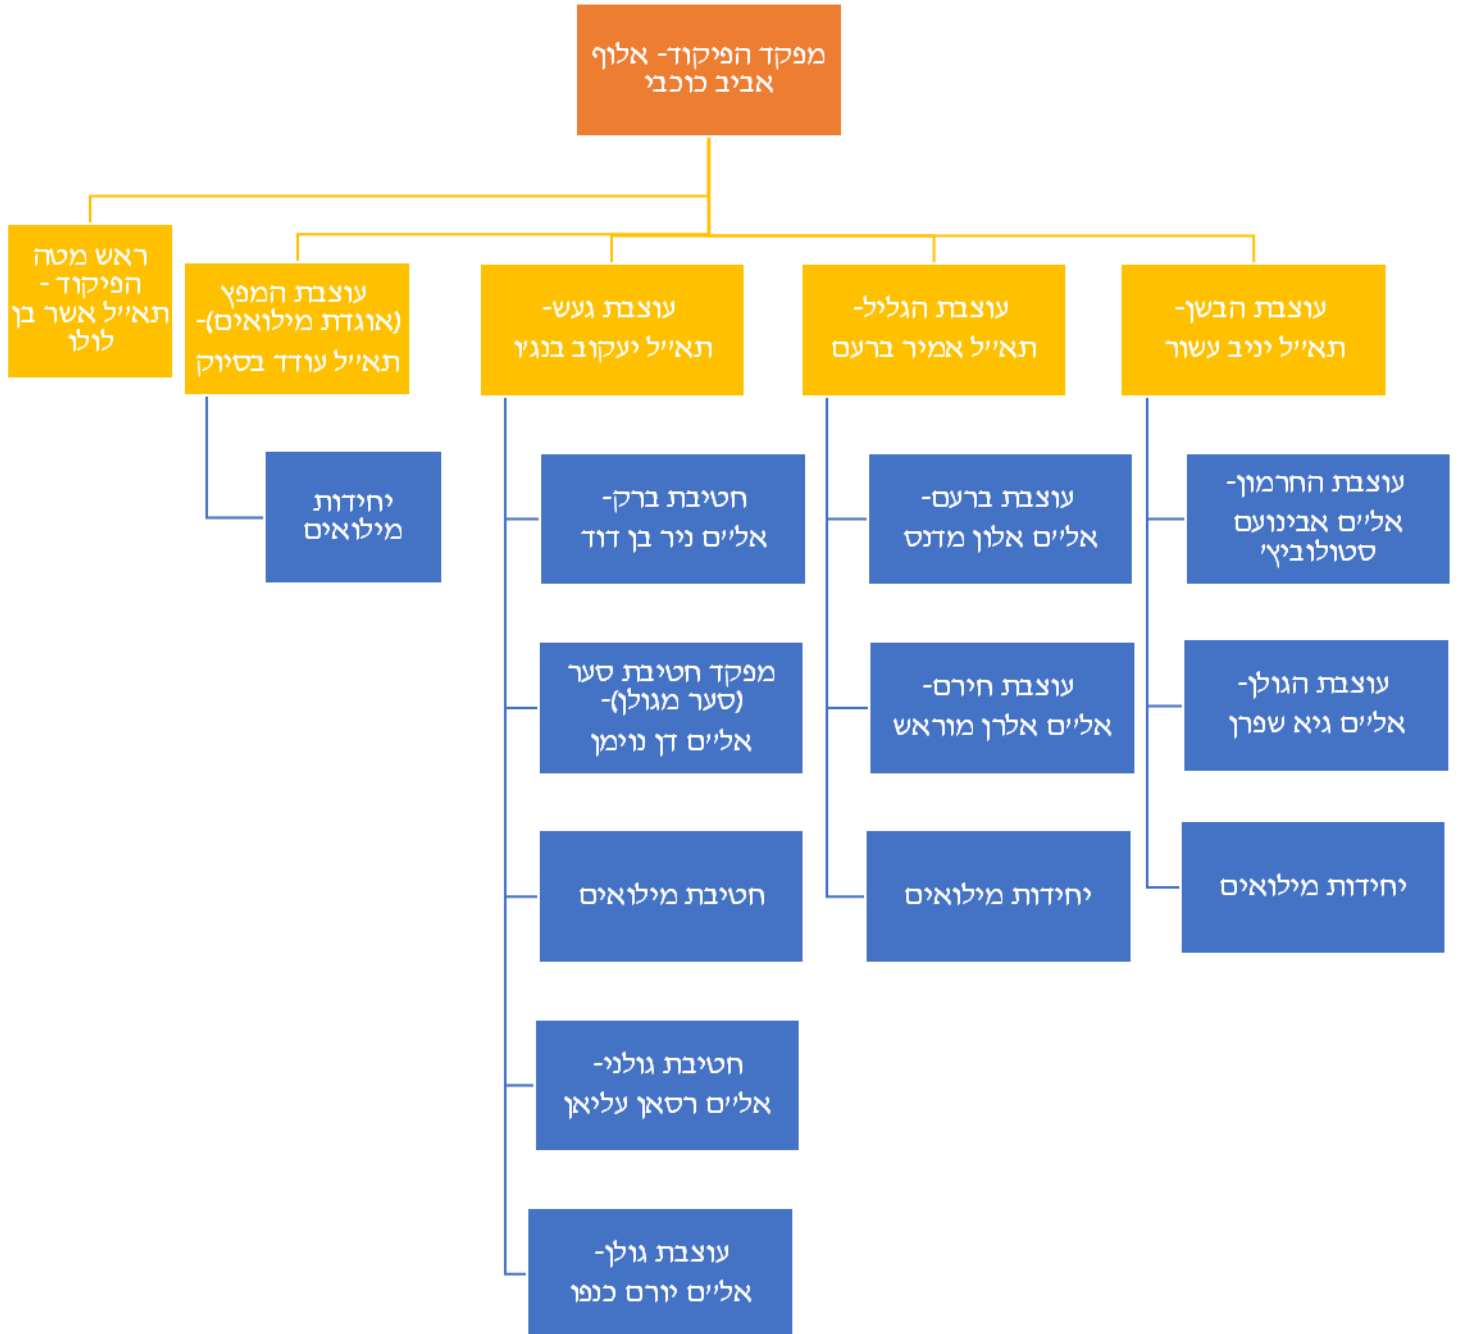 מפקד הפיקוד- אלוף
אביב כוכבי
עוצבת הבשן-
תא״ל יניב עשור
עוצבת הגליל-
תא״ל אמיר ברעם
עוצבת געש-
תא״ל יעקוב בנג׳ו
עוצבת המפץ
(אוגדת מילואים)-
תא״ל עודד בסיוק
ראש מטה
הפיקוד -
תא״ל אשר בן
לולו
עוצבת החרמון-
אל״ם אבינועם
סטולוביץ׳
עוצבת הגולן-
אל״ם גיא שפרן
יחידות מילואים
עוצבת ברעם-
אל״ם אלון מדנס
עוצבת חירם-
אל״ם אלרן מוראש
יחידות מילואים
חטיבת ברק-
אל״ם ניר בן דוד
מפקד חטיבת סער
(סער מגולן)-
אל״ם דן נוימן
חטיבת מילואים
חטיבת גולני-
אל״ם רסאן עליאן
עוצבת גולן-
אל״ם יורם כנפו
יחידות
מילואים